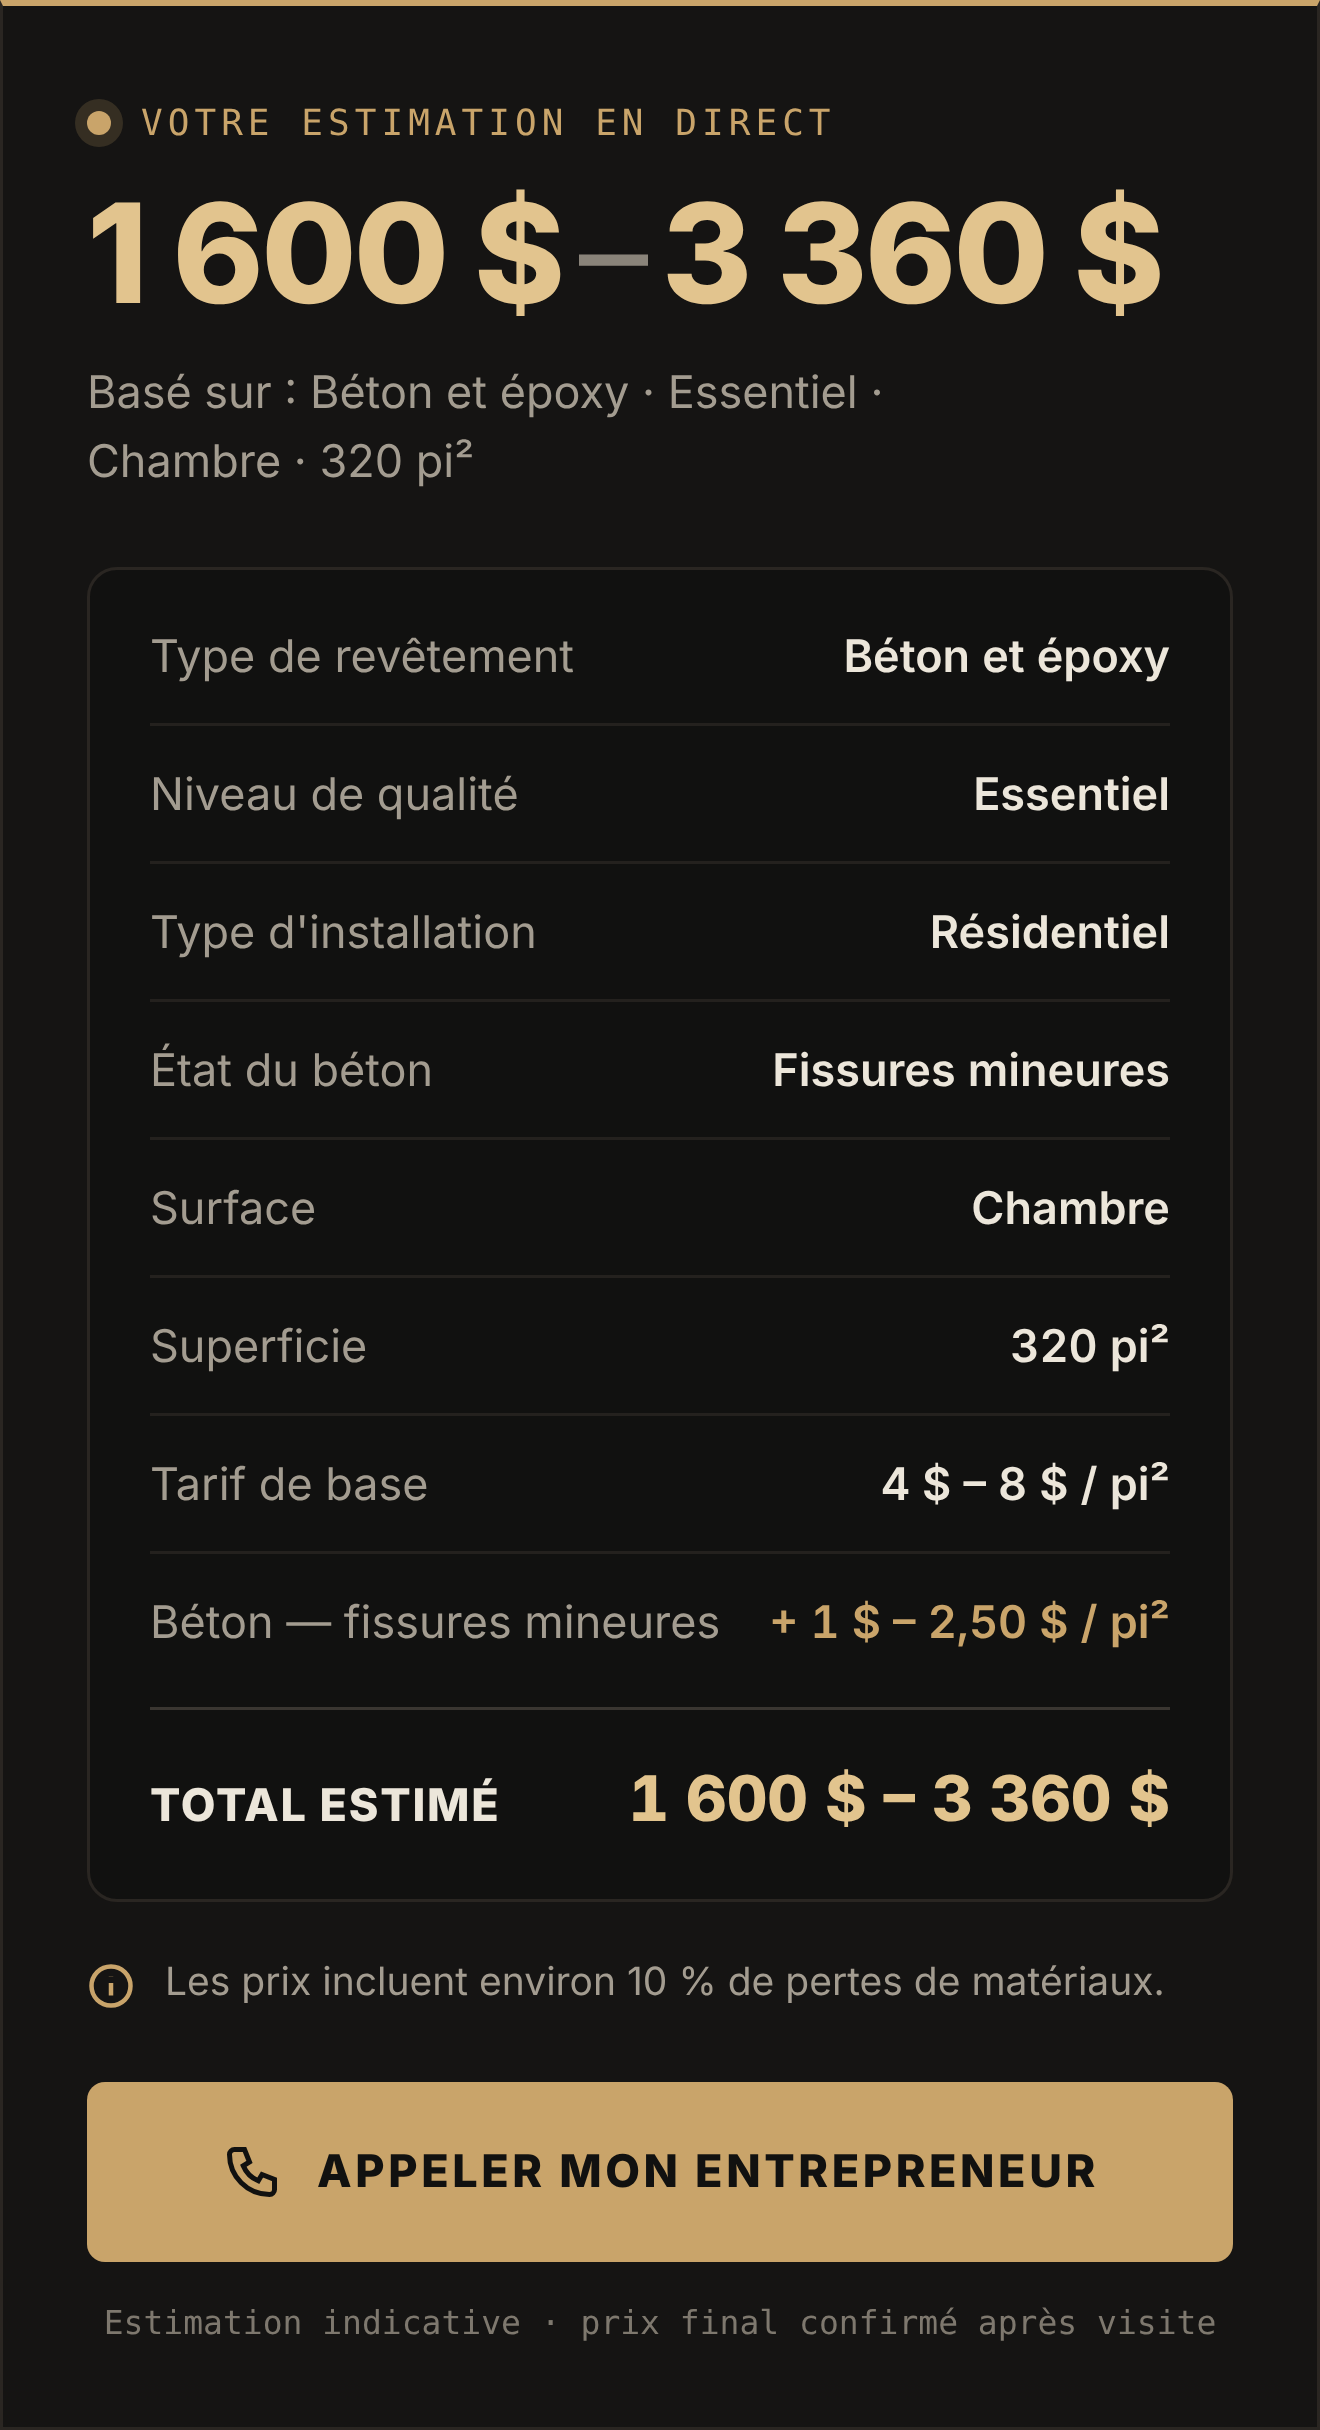 VOTRE ESTIMATION EN DIRECT
1 600 $ – 3 360 $
Basé sur : Béton et époxy · Essentiel ·
Chambre · 320 pi²
Type de revêtement Béton et époxy
Niveau de qualité Essentiel
Type d'installation Résidentiel
État du béton Fissures mineures
Surface Chambre
Superficie 320 pi²
Tarif de base 4 $ – 8 $ / pi²
Béton — fissures mineures + 1 $ – 2,50 $ / pi²
TOTAL ESTIMÉ 1 600 $ – 3 360 $
Les prix incluent environ 10 % de pertes de matériaux.
APPELER MON ENTREPRENEUR
Estimation indicative · prix final confirmé après visite